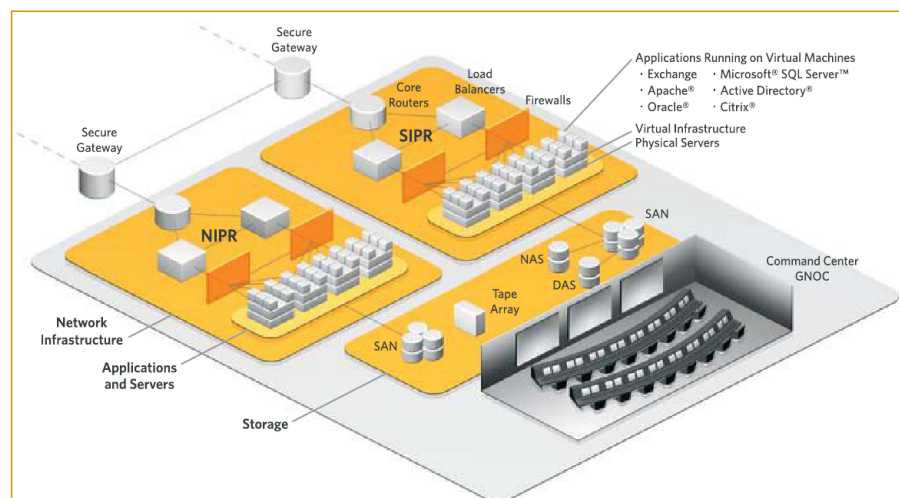 Secure
Gateway
Secure
Gateway
Core
Routers
Load
Balancers
Firewalls
SIPR
Applications Running on Virtual Machines
· Exchange · Microsoft® SQL Server™
· Apache® · Active Directory®
· Oracle® · Citrix®
Virtual Infrastructure
Physical Servers
NIPR
SAN
NAS
DAS
Tape
Array
SAN
Command Center
GNOC
Network
Infrastructure
Applications
and Servers
Storage